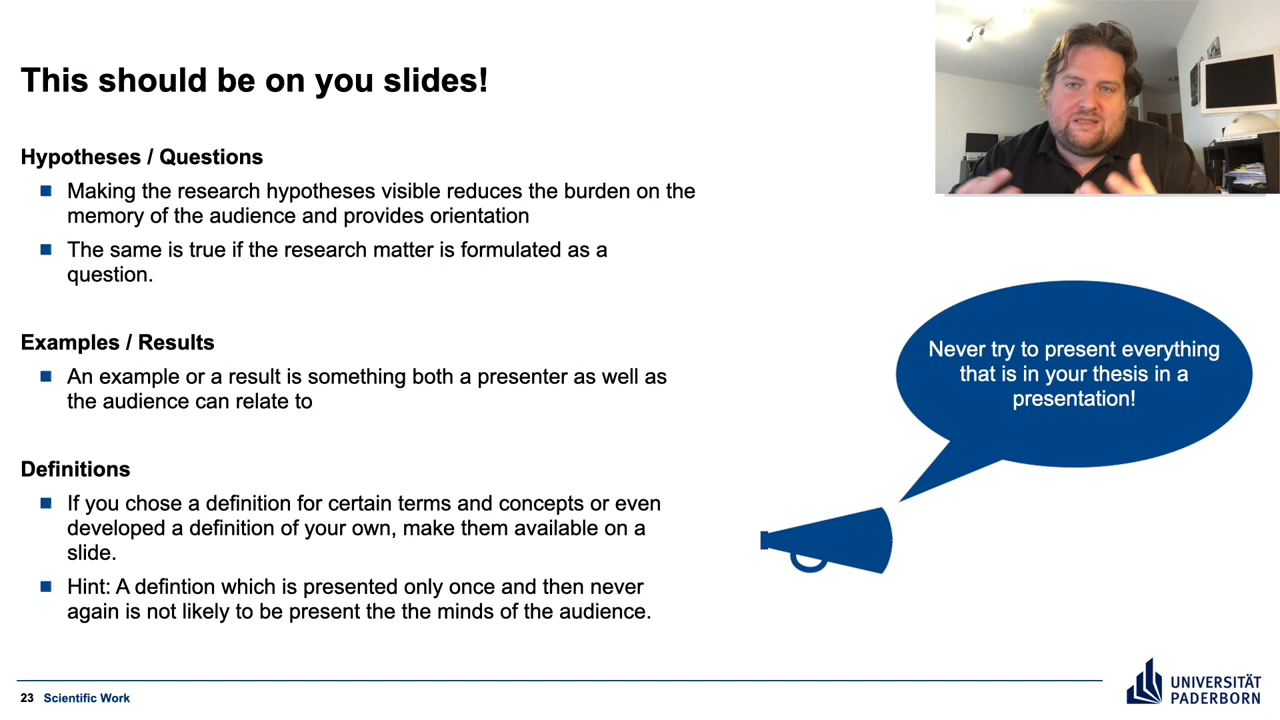 This should be on you slides!
Hypotheses / Questions
Making the research hypotheses visible reduces the burden on the
memory of the audience and provides orientation
The same is true if the research matter is formulated as a
question.
Examples / Results
An example or a result is something both a presenter as well as
the audience can relate to
Definitions
If you chose a definition for certain terms and concepts or even
developed a definition of your own, make them available on a
slide.
Hint: A defintion which is presented only once and then never
again is not likely to be present the the minds of the audience.
Never try to present everything
that is in your thesis in a
presentation!
23 Scientific Work
UNIVERSITÄT
PADERBORN